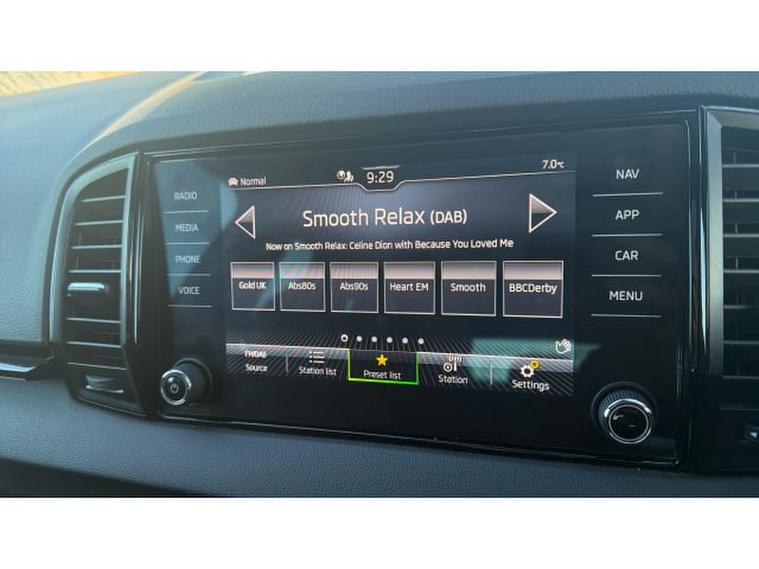 Normal
9:29
7.0°C
RADIO
MEDIA
PHONE
VOICE
Smooth Relax (DAB)
Now on Smooth Relax: Celine Dion with Because You Loved Me
Gold UK
Abs80s
Abs90s
Heart EM
Smooth
BBCDerby
FM/DAB
Source
Station list
Preset list
Station
Settings
NAV
APP
CAR
MENU